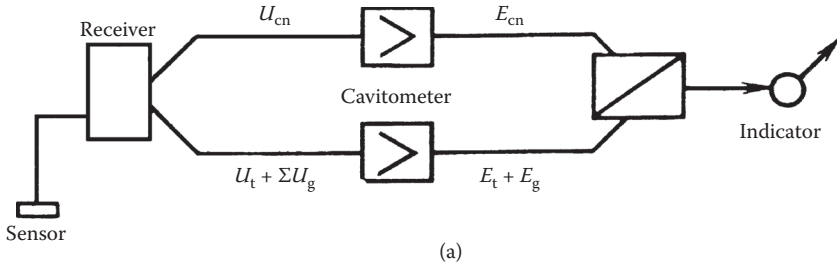 Receiver
U_cn
E_cn
Cavitometer
Indicator
U_t + ΣU_g
E_t + E_g
Sensor
(a)